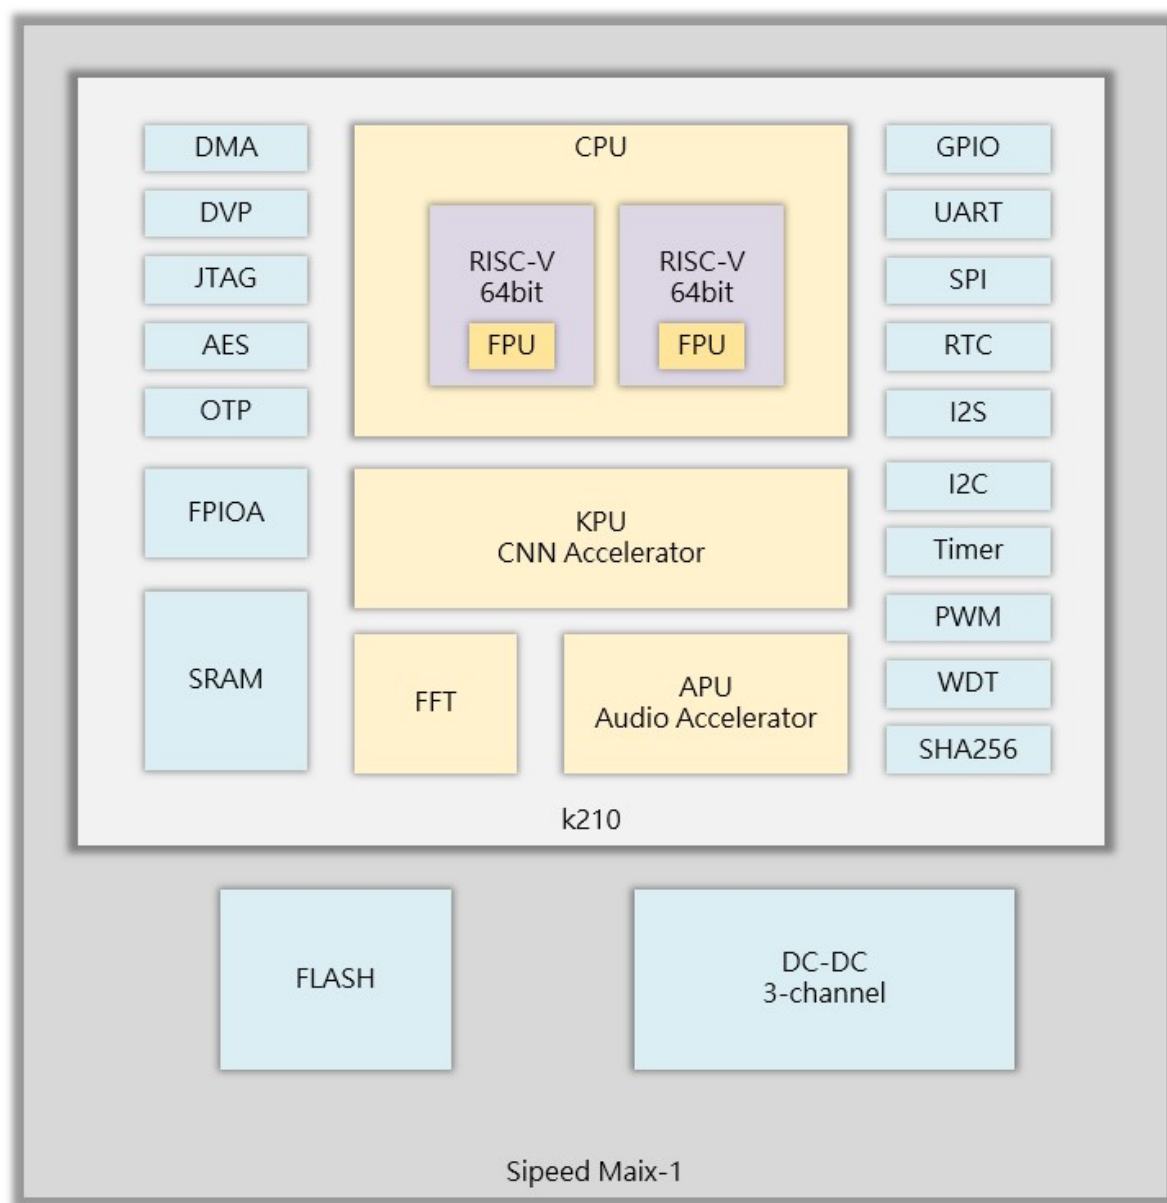 DMA
DVP
JTAG
AES
OTP
FPIOA
SRAM
CPU
RISC-V
64bit
FPU
RISC-V
64bit
FPU
KPU
CNN Accelerator
FFT
APU
Audio Accelerator
GPIO
UART
SPI
RTC
I2S
I2C
Timer
PWM
WDT
SHA256
k210
FLASH
DC-DC
3-channel
Sipeed Maix-1